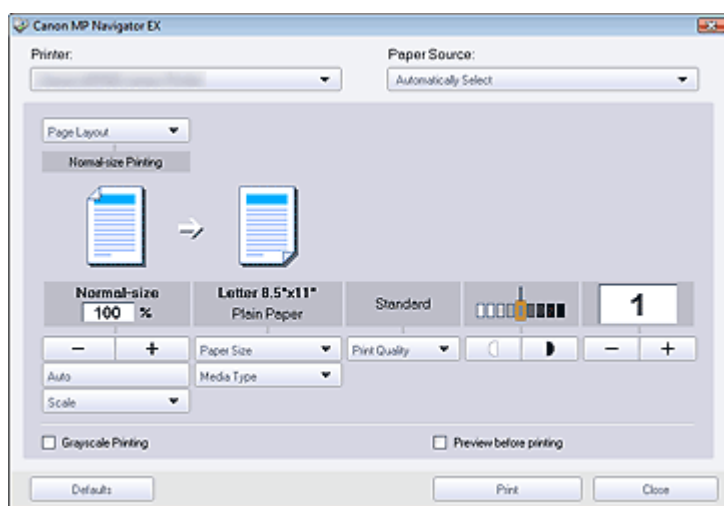 Canon MP Navigator EX
Printer:
Paper Source:
Automatically Select
Page Layout
Normal-size Printing
Normal-size
100 %
Letter 8.5"x11"
Plain Paper
Standard
1
Paper Size
Print Quality
Auto
Media Type
Scale
Grayscale Printing
Preview before printing
Defaults
Print
Close